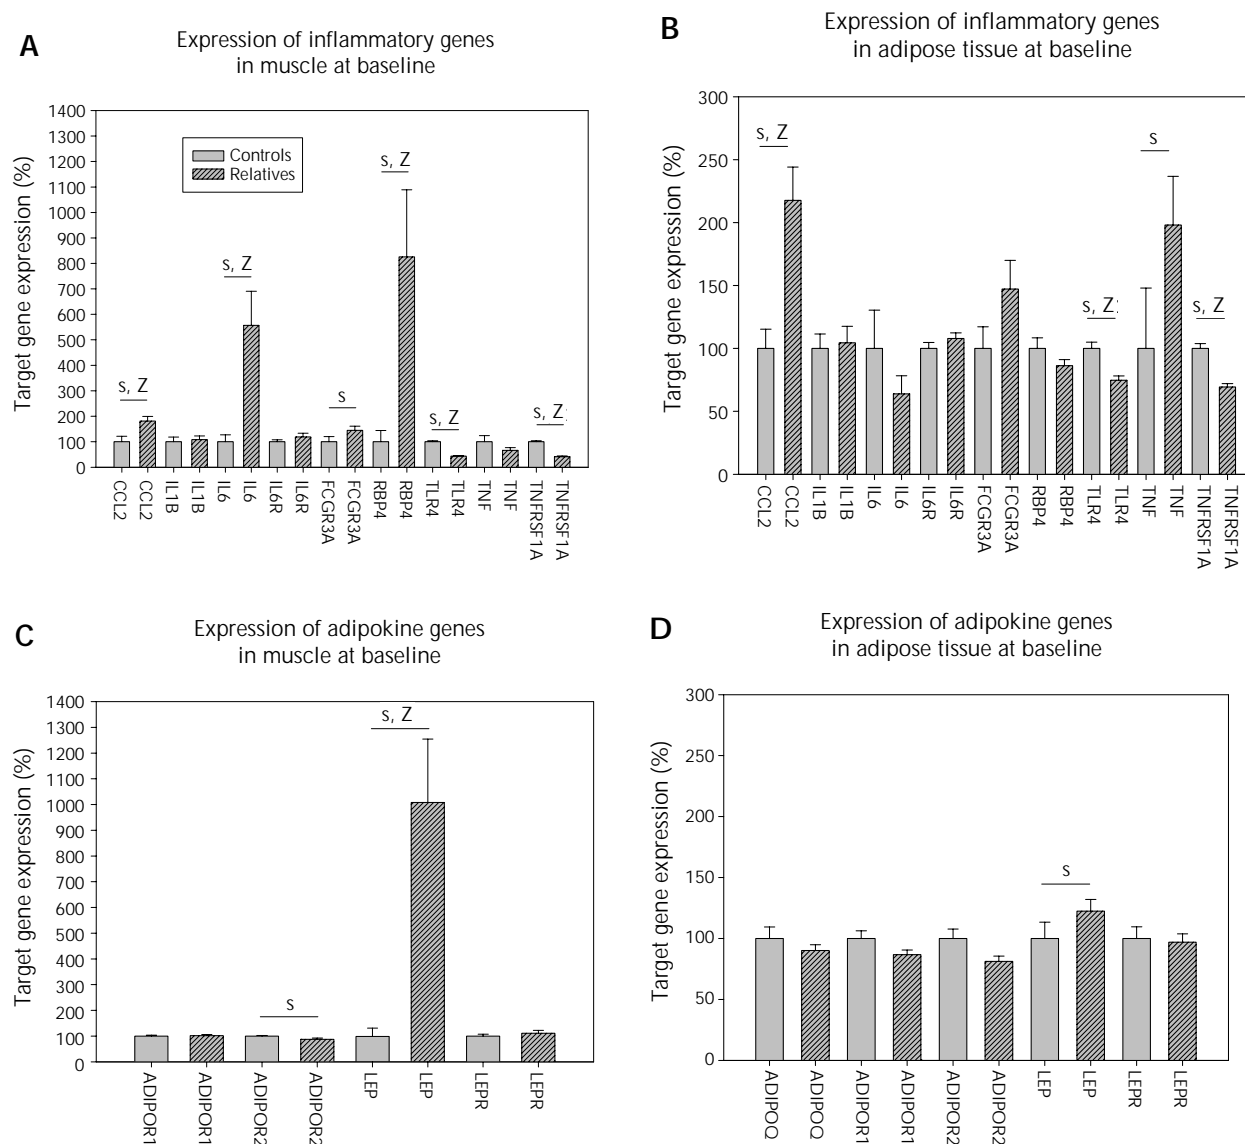 A
Expression of inflammatory genes
in muscle at baseline
Target gene expression (%)
1400
1300
1200
1100
1000
900
800
700
600
500
400
300
200
100
0
Controls
Relatives
s, Z
s, Z
s
s, Z
s, Z
s, Z
CCL2
CCL2
IL1B
IL1B
IL6
IL6
IL6R
IL6R
FCGR3A
FCGR3A
RBP4
RBP4
TLR4
TLR4
TNF
TNF
TNFRSF1A
TNFRSF1A
B
Expression of inflammatory genes
in adipose tissue at baseline
Target gene expression (%)
300
250
200
150
100
50
0
s, Z
s, Z
s
s, Z
CCL2
CCL2
IL1B
IL1B
IL6
IL6
IL6R
IL6R
FCGR3A
FCGR3A
RBP4
RBP4
TLR4
TLR4
TNF
TNF
TNFRSF1A
TNFRSF1A
C
Expression of adipokine genes
in muscle at baseline
Target gene expression (%)
1400
1300
1200
1100
1000
900
800
700
600
500
400
300
200
100
0
s
s, Z
ADIPOR1
ADIPOR1
ADIPOR2
ADIPOR2
LEP
LEP
LEPR
LEPR
D
Expression of adipokine genes
in adipose tissue at baseline
Target gene expression (%)
300
250
200
150
100
50
0
s
ADIPOQ
ADIPOQ
ADIPOR1
ADIPOR1
ADIPOR2
ADIPOR2
LEP
LEP
LEPR
LEPR